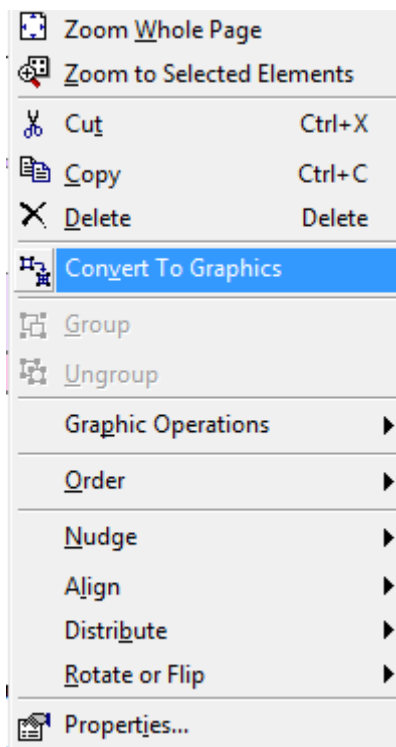 Zoom Whole Page
Zoom to Selected Elements
Cut Ctrl+X
Copy Ctrl+C
Delete Delete
Convert To Graphics
Group
Ungroup
Graphic Operations
Order
Nudge
Align
Distribute
Rotate or Flip
Properties...